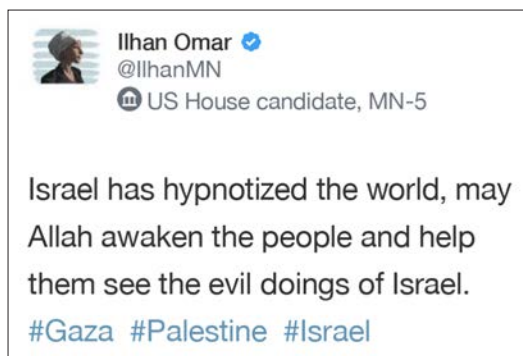 Ilhan Omar
@IlhanMN
US House candidate, MN-5
Israel has hypnotized the world, may
Allah awaken the people and help
them see the evil doings of Israel.
#Gaza #Palestine #Israel